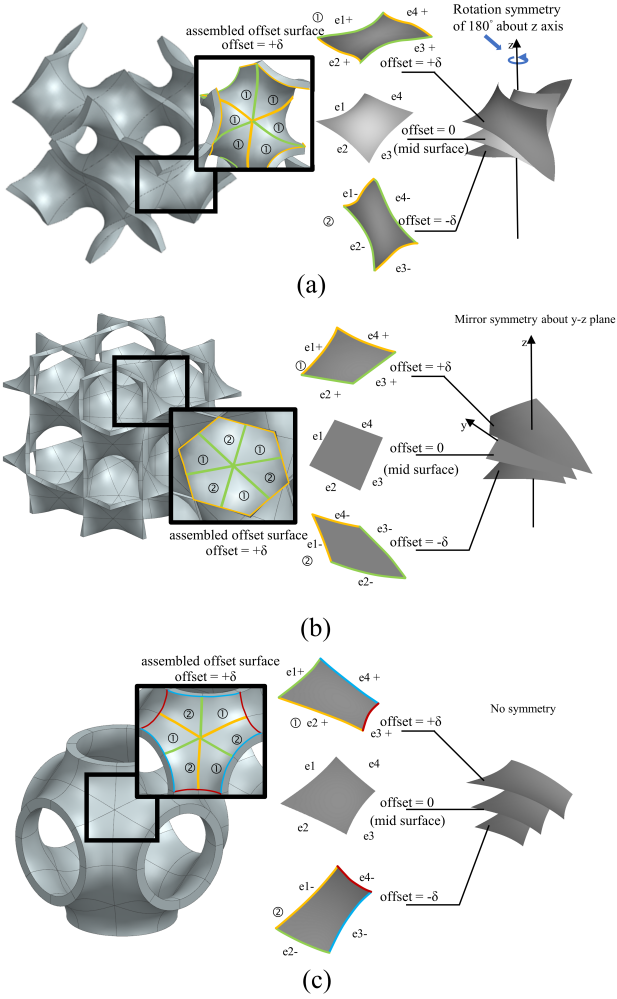 assembled offset surface
offset = +δ
①
e1+
e4 +
e2 +
e3 +
offset = +δ
Rotation symmetry
of 180° about z axis
z
①
①
①
①
①
①
e1
e4
e2
e3
offset = 0
(mid surface)
e1-
e4-
②
e2-
e3-
offset = -δ
(a)
Mirror symmetry about y-z plane
e1+
e4 +
①
e2 +
e3 +
offset = +δ
z
y
e1
e4
e2
e3
offset = 0
(mid surface)
②
①
①
②
②
①
assembled offset surface
offset = +δ
e4-
e3-
e1-
②
e2-
offset = -δ
(b)
assembled offset surface
offset = +δ
e1+
e4 +
① e2 +
e3 +
offset = +δ
No symmetry
②
②
①
②
②
①
e1
e4
e2
e3
offset = 0
(mid surface)
e1-
e4-
②
e2-
e3-
offset = -δ
(c)